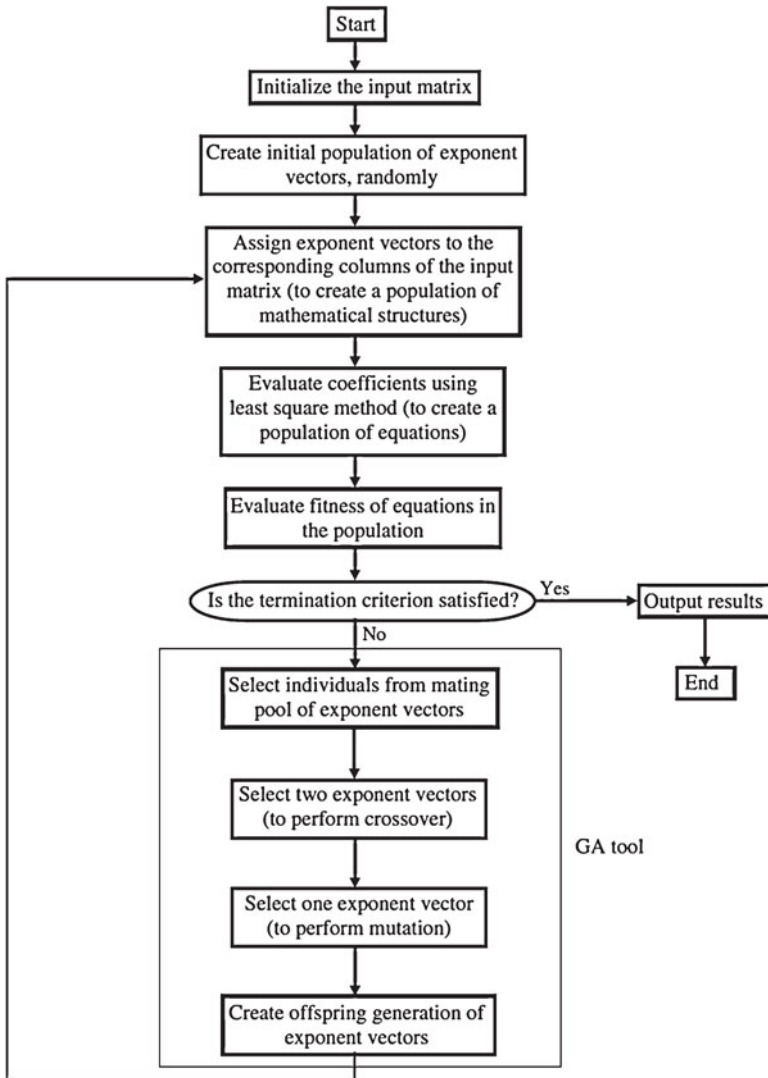 Start
Initialize the input matrix
Create initial population of exponent
vectors, randomly
Assign exponent vectors to the
corresponding columns of the input
matrix (to create a population of
mathematical structures)
Evaluate coefficients using
least square method (to create a
population of equations)
Evaluate fitness of equations in
the population
Is the termination criterion satisfied?
Yes
Output results
End
No
Select individuals from mating
pool of exponent vectors
Select two exponent vectors
(to perform crossover)
GA tool
Select one exponent vector
(to perform mutation)
Create offspring generation of
exponent vectors